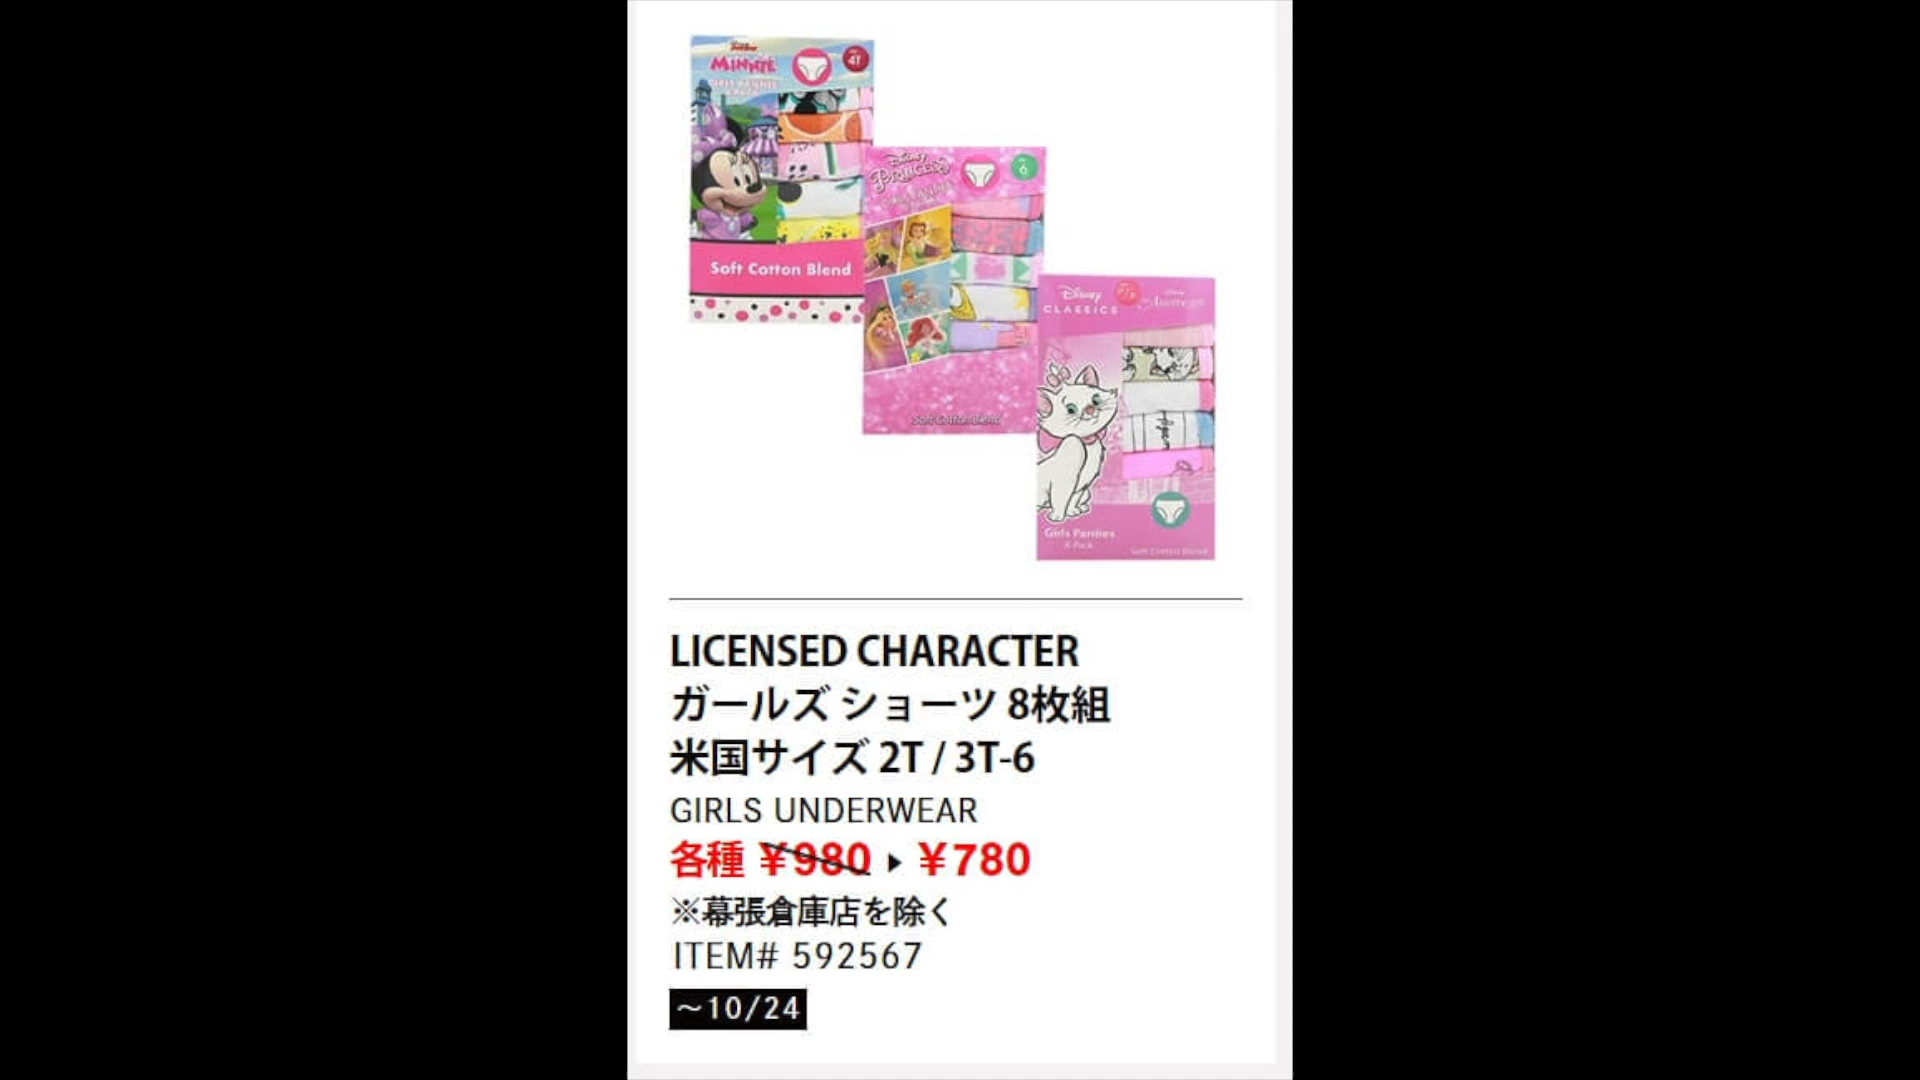 MINNIE
4T
Soft Cotton Blend
Disney
PRINCESS
6
Soft Cotton Blend
Disney
CLASSICS
Girls Panties
Soft Cotton Blend
LICENSED CHARACTER
ガールズ ショーツ 8枚組
米国サイズ 2T / 3T-6
GIRLS UNDERWEAR
各種 ¥980 ▶ ¥780
※幕張倉庫店を除く
ITEM# 592567
～10/24